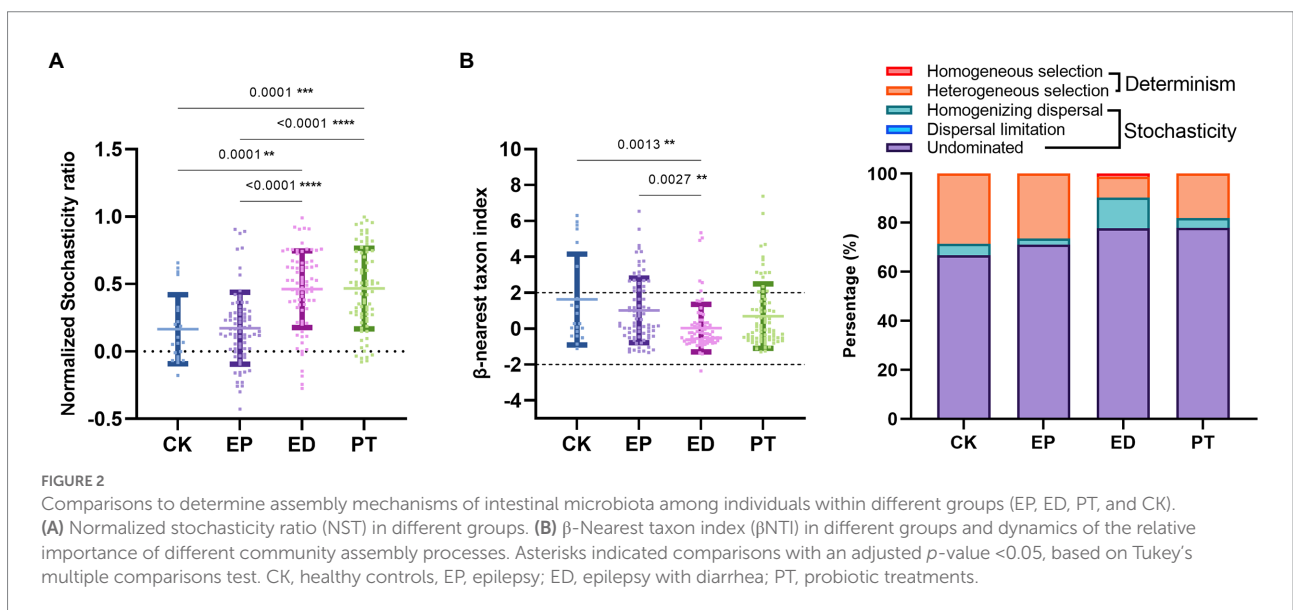 A
0.0001 ***
<0.0001 ****
0.0001 **
<0.0001 ****
Normalized Stochasticity ratio
1.5
1.0
0.5
0.0
-0.5
CK EP ED PT
B
0.0013 **
0.0027 **
β-nearest taxon index
10
8
6
4
2
0
-2
-4
CK EP ED PT
Homogeneous selection
Heterogeneous selection
Determinism
Homogenizing dispersal
Dispersal limitation
Undominated
Stochasticity
Persentage (%)
100
80
60
40
20
0
CK EP ED PT
FIGURE 2
Comparisons to determine assembly mechanisms of intestinal microbiota among individuals within different groups (EP, ED, PT, and CK).
(A) Normalized stochasticity ratio (NST) in different groups. (B) β-Nearest taxon index (βNTI) in different groups and dynamics of the relative
importance of different community assembly processes. Asterisks indicated comparisons with an adjusted p-value <0.05, based on Tukey's
multiple comparisons test. CK, healthy controls, EP, epilepsy; ED, epilepsy with diarrhea; PT, probiotic treatments.